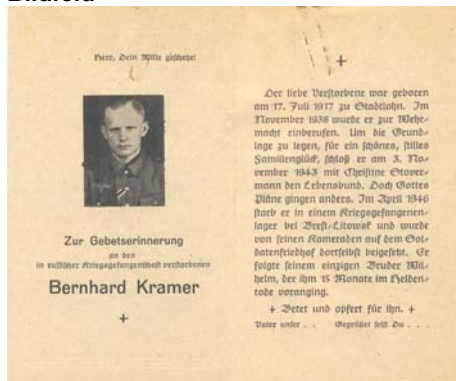 Bildfeld
Herr, Dein Wille geschehe!
Zur Gebetserinnerung
an den
in russischer Kriegsgefangenschaft verstorbenen
Bernhard Kramer
+
+
Der liebe Verstorbene war geboren
am 17. Juli 1917 zu Stadtlohn. Im
November 1938 wurde er zur Wehr-
macht einberufen. Um die Grund-
lage zu legen, für ein schönes, stilles
Familienglück, schloß er am 3. No-
vember 1943 mit Christine Stover-
mann den Lebensbund. Doch Gottes
Pläne gingen anders. Im April 1946
starb er in einem Kriegsgefangenen-
lager bei Brest-Litowsk und wurde
von seinen Kameraden auf dem Sol-
datenfriedhof dortselbst beigesetzt. Er
folgte seinem einzigen Bruder Wil-
helm, der ihm 15 Monate im Helden-
tode voranging.
+ Betet und opfert für ihn. +
Vater unser . . Gegrüßet seist Du . . .